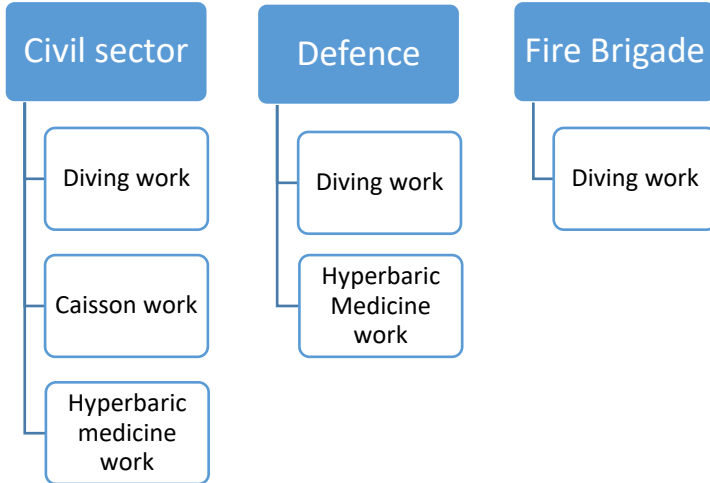 Civil sector
Diving work
Caisson work
Hyperbaric
medicine
work
Defence
Diving work
Hyperbaric
Medicine
work
Fire Brigade
Diving work